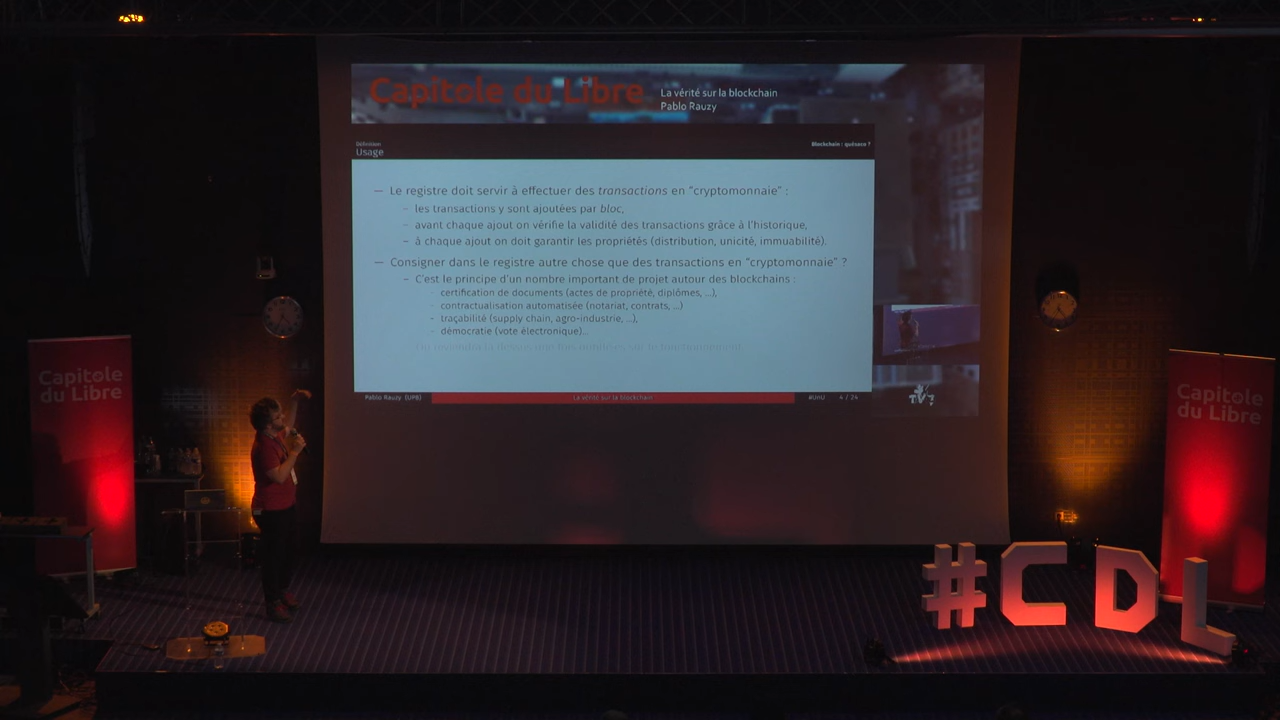 Capitole du Libre
La vérité sur la blockchain
Pablo Rauzy
Définition
Usage
Blockchain : quésaco ?
— Le registre doit servir à effectuer des transactions en "cryptomonnaie" :
– les transactions y sont ajoutées par bloc,
– avant chaque ajout on vérifie la validité des transactions grâce à l'historique,
– à chaque ajout on doit garantir les propriétés (distribution, unicité, immuabilité).
— Consigner dans le registre autre chose que des transactions en "cryptomonnaie" ?
– C'est le principe d'un nombre important de projet autour des blockchains :
– certification de documents (actes de propriété, diplômes, ...),
– contractualisation automatisée (notariat, contrats, ...)
– traçabilité (supply chain, agro-industrie, ...),
– démocratie (vote électronique)...
Pablo Rauzy (UP8)
La vérité sur la blockchain
#UnU
4 / 24
Capitole
du Libre
Capitole
du Libre
#CDL